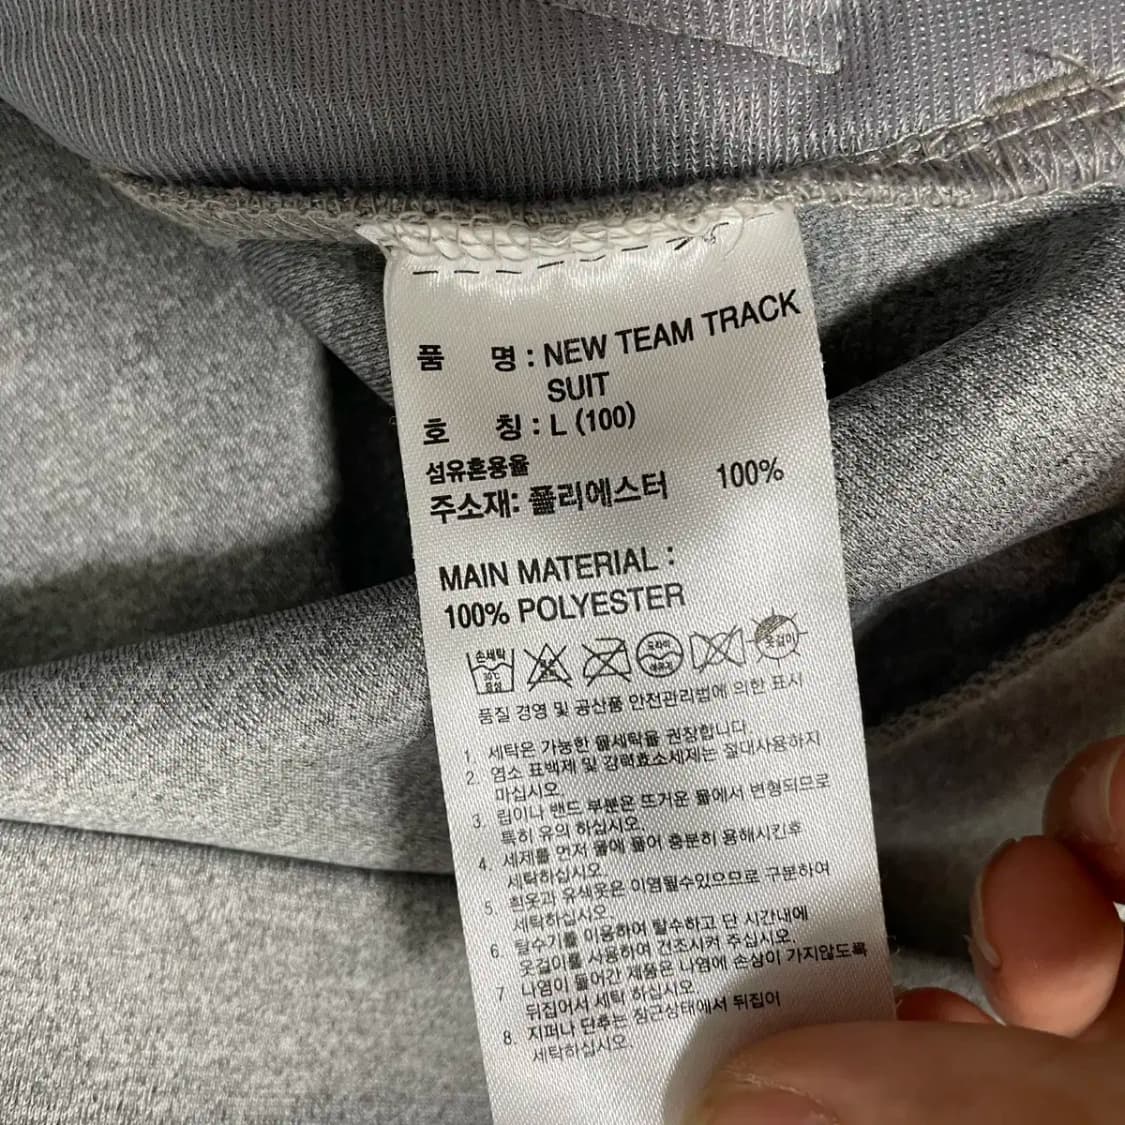 품 명 : NEW TEAM TRACK
SUIT
호 칭 : L (100)
섬유혼용율
주소재: 폴리에스터 100%
MAIN MATERIAL :
100% POLYESTER
손세탁
30℃
중성
옷걸이
품질 경영 및 공산품 안전관리법에 의한 표시
1. 세탁은 가능한 물세탁을 권장합니다.
2. 염소 표백제 및 강력효소세제는 절대사용하지
마십시오.
3. 립이나 밴드 부분은 뜨거운 물에서 변형되므로
특히 유의 하십시오.
4. 세제를 먼저 물에 풀어 충분히 용해시킨후
세탁하십시오.
5. 흰옷과 유색옷은 이염될수있으므로 구분하여
세탁하십시오.
6. 탈수기를 이용하여 탈수하고 단 시간내에
옷걸이를 사용하여 건조시켜 주십시오.
7 나염이 들어간 제품은 나염에 손상이 가지않도록
뒤집어서 세탁 하십시오.
8. 지퍼나 단추는 잠근상태에서 뒤집어
세탁하십시오.